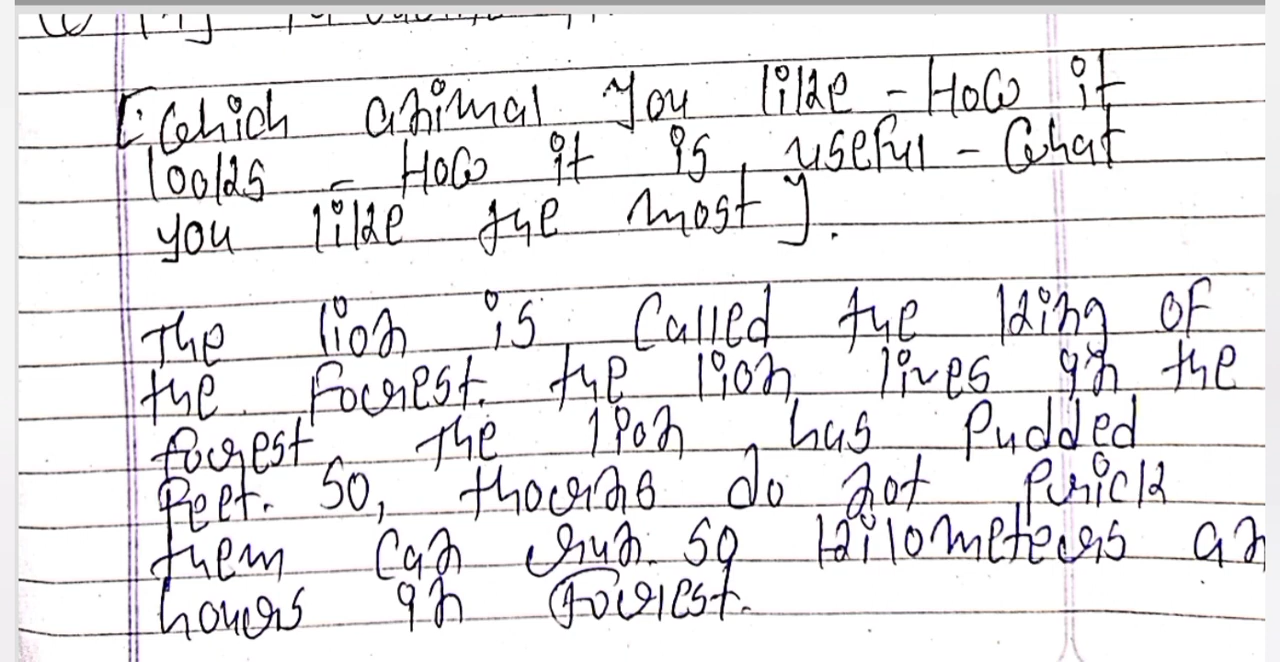 [: Which animal you like - How it
looks - How it is useful - What
you like the most].
The lion is called the king of
the forest. the lion lives in the
forest The lion has Pudded
feet. So, thorns do not Prick
them can run 50 kilometers an
hours in forest.